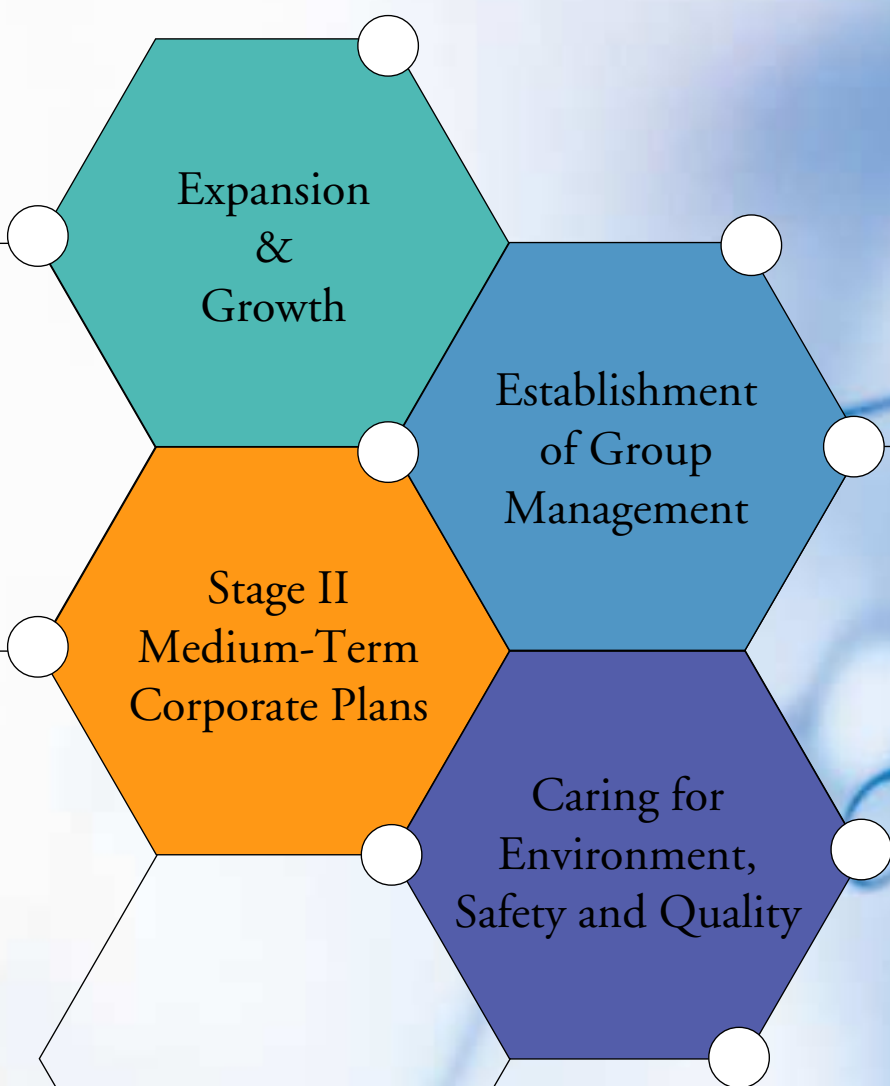 Expansion
&
Growth
Establishment
of Group
Management
Stage II
Medium-Term
Corporate Plans
Caring for
Environment,
Safety and Quality